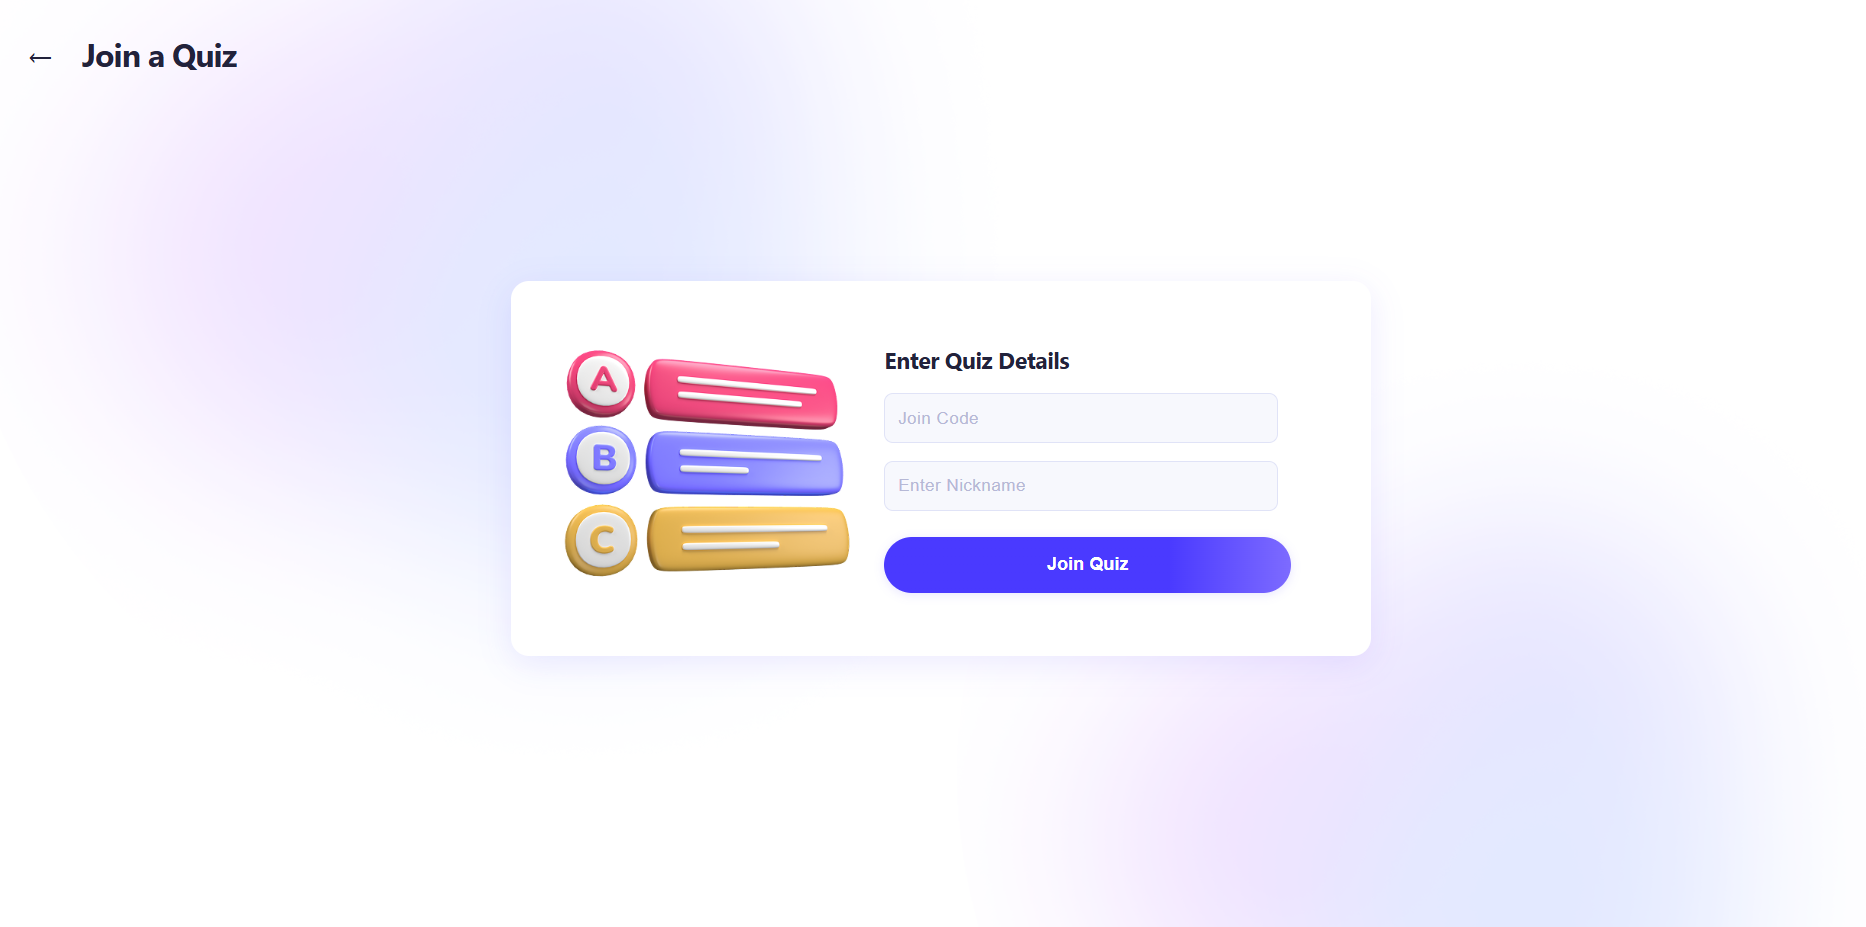 ← Join a Quiz
A
B
C
Enter Quiz Details
Join Code
Enter Nickname
Join Quiz